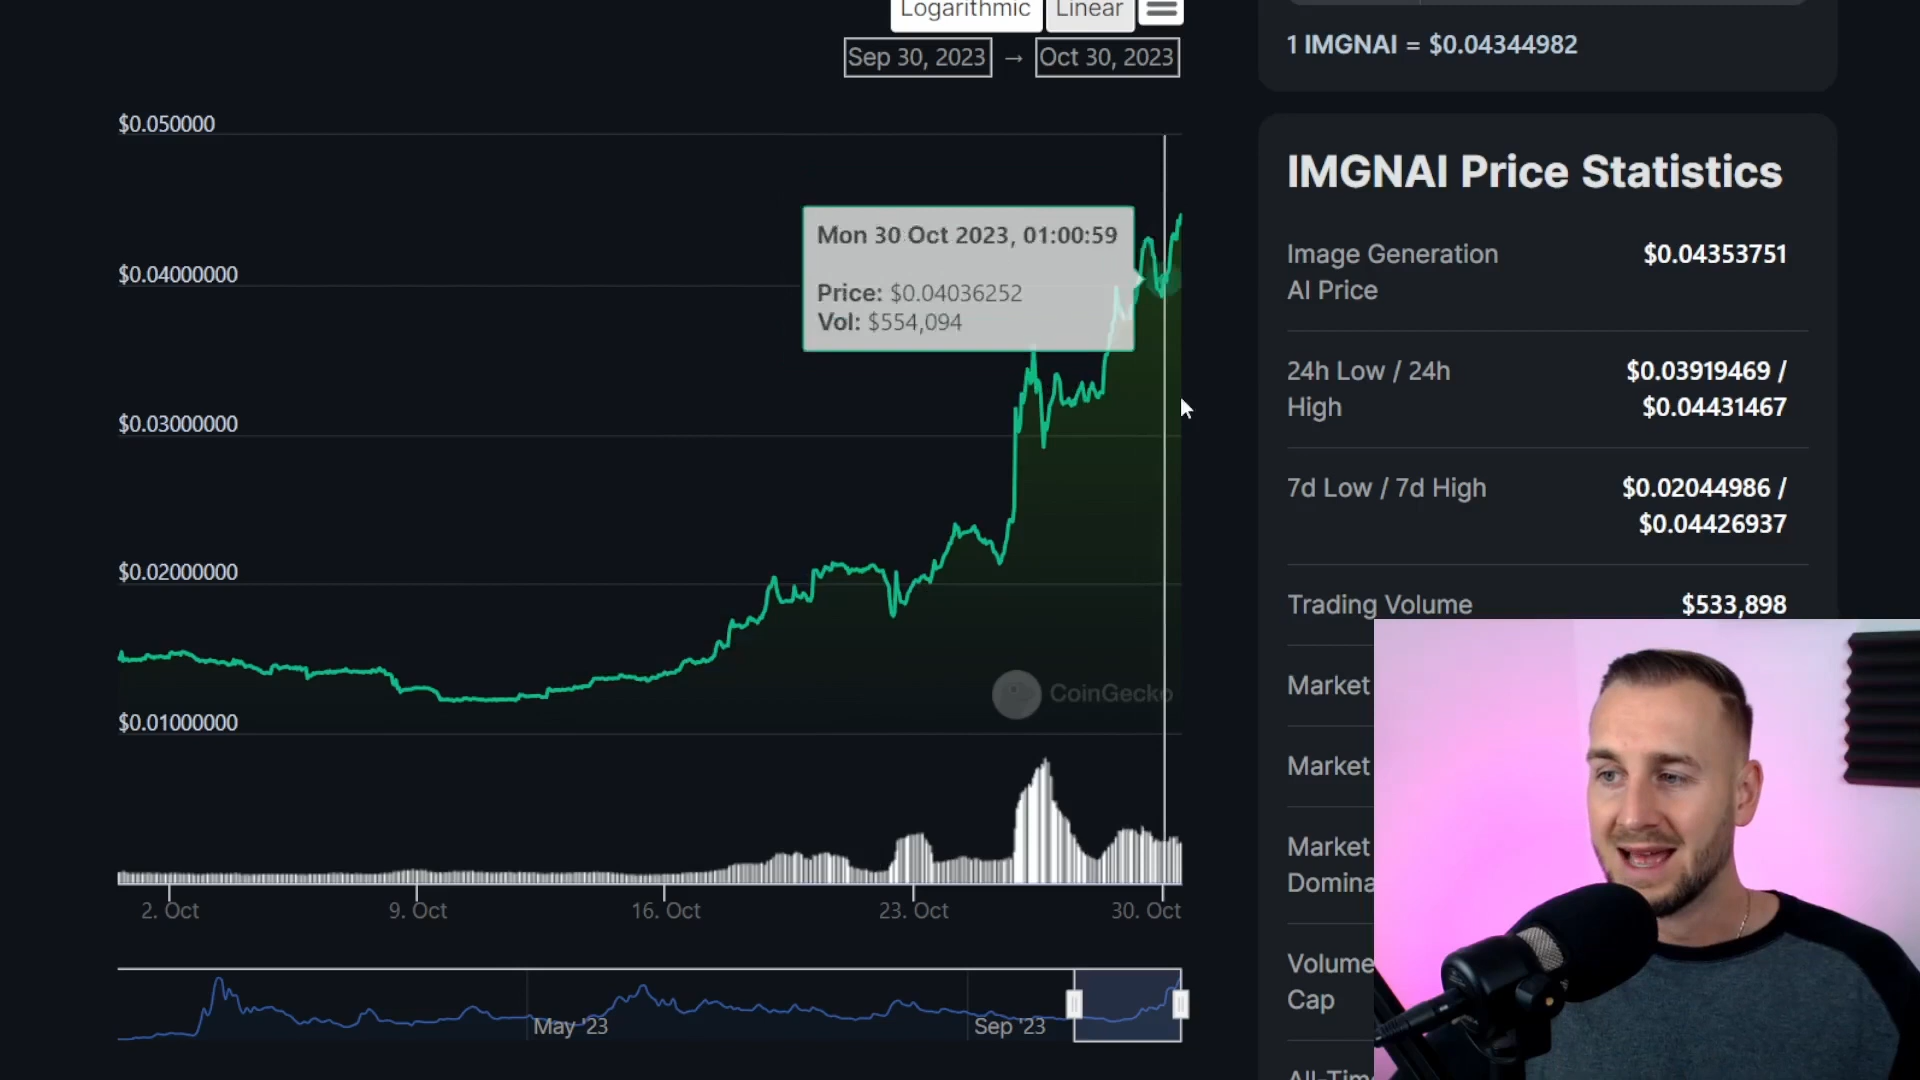 Logarithmic Linear
Sep 30, 2023 → Oct 30, 2023
$0.050000
$0.04000000
$0.03000000
$0.02000000
$0.01000000
Mon 30 Oct 2023, 01:00:59
Price: $0.04036252
Vol: $554,094
CoinGecko
2. Oct 9. Oct 16. Oct 23. Oct 30. Oct
May '23 Sep '23
1 IMGNAI = $0.04344982
IMGNAI Price Statistics
Image Generation $0.04353751
AI Price
24h Low / 24h $0.03919469 /
High $0.04431467
7d Low / 7d High $0.02044986 /
$0.04426937
Trading Volume $533,898
Market
Market
Market
Domina
Volume
Cap
All-Tim